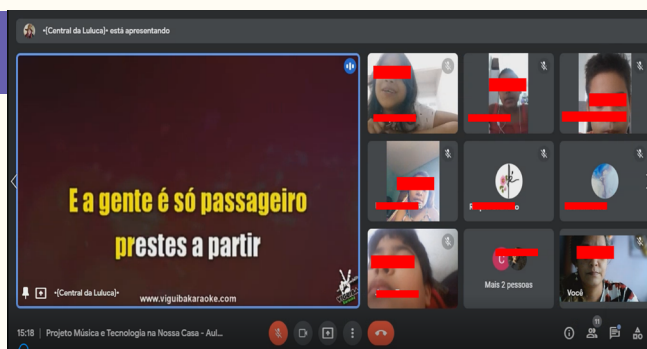 •{Central da Luluca}• está apresentando
E a gente é só passageiro
prestes a partir
•{Central da Luluca}•
www.viguibakaraoke.com
C
Mais 2 pessoas
Você
15:18 | Projeto Música e Tecnologia na Nossa Casa - Aul...
11